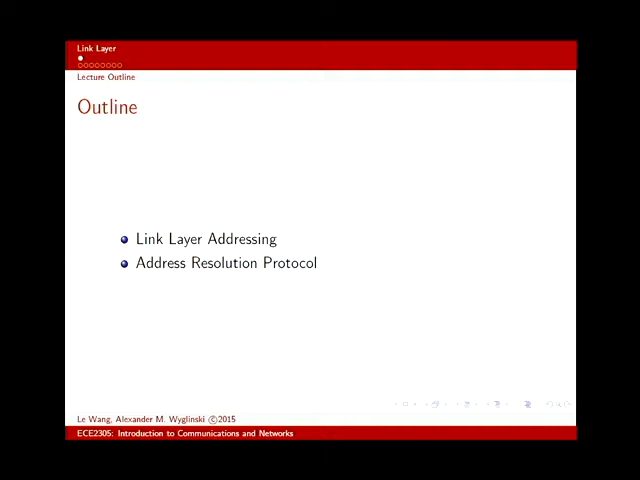 Link Layer
Lecture Outline
Outline
Link Layer Addressing
Address Resolution Protocol
Le Wang, Alexander M. Wyglinski ©2015
ECE2305: Introduction to Communications and Networks